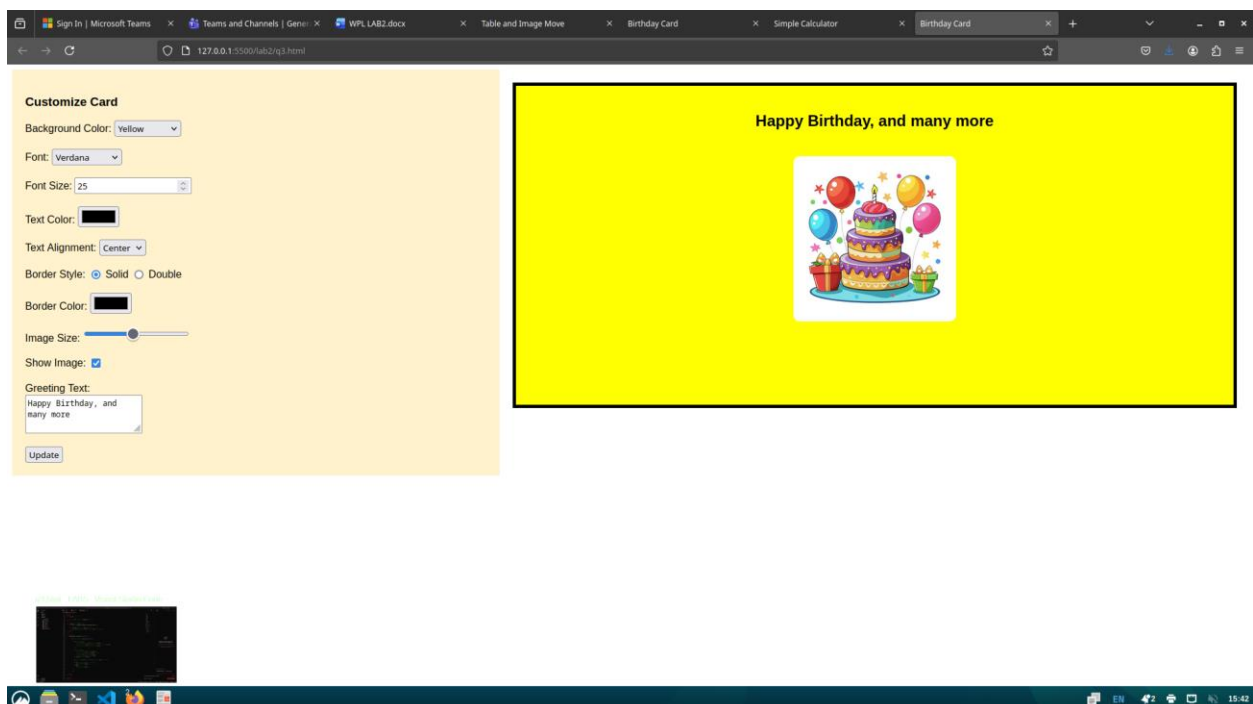 Sign In | Microsoft Teams
Teams and Channels | Gener
WPL LAB2.docx
Table and Image Move
Birthday Card
Simple Calculator
Birthday Card
127.0.0.1:5500/lab2/q3.html
Customize Card
Background Color: Yellow
Font: Verdana
Font Size: 25
Text Color:
Text Alignment: Center
Border Style: Solid Double
Border Color:
Image Size:
Show Image:
Greeting Text:
Happy Birthday, and
many more
Update
Happy Birthday, and many more
EN 2 15:42